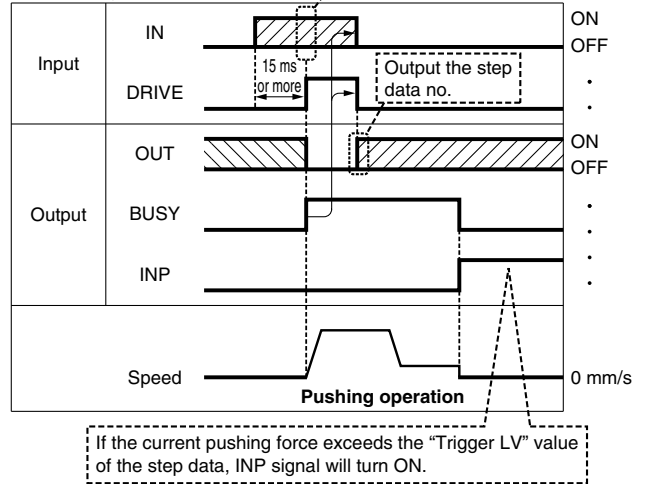 IN
ON
OFF
Input
15 ms
or more
Output the step
data no.
DRIVE
OUT
ON
OFF
Output
BUSY
INP
Speed
0 mm/s
Pushing operation
If the current pushing force exceeds the “Trigger LV” value
of the step data, INP signal will turn ON.